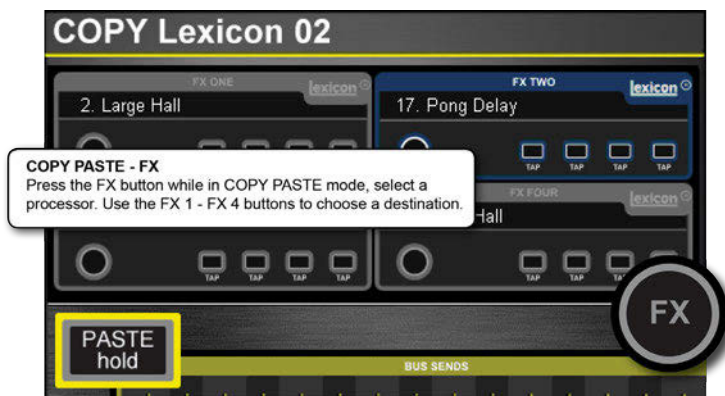 COPY Lexicon 02
FX ONE
lexicon
2. Large Hall
FX TWO
lexicon
17. Pong Delay
TAP TAP TAP TAP
COPY PASTE - FX
Press the FX button while in COPY PASTE mode, select a
processor. Use the FX 1 - FX 4 buttons to choose a destination.
FX FOUR
lexicon
Hall
TAP TAP TAP TAP
TAP TAP TAP TAP
FX
PASTE
hold
BUS SENDS